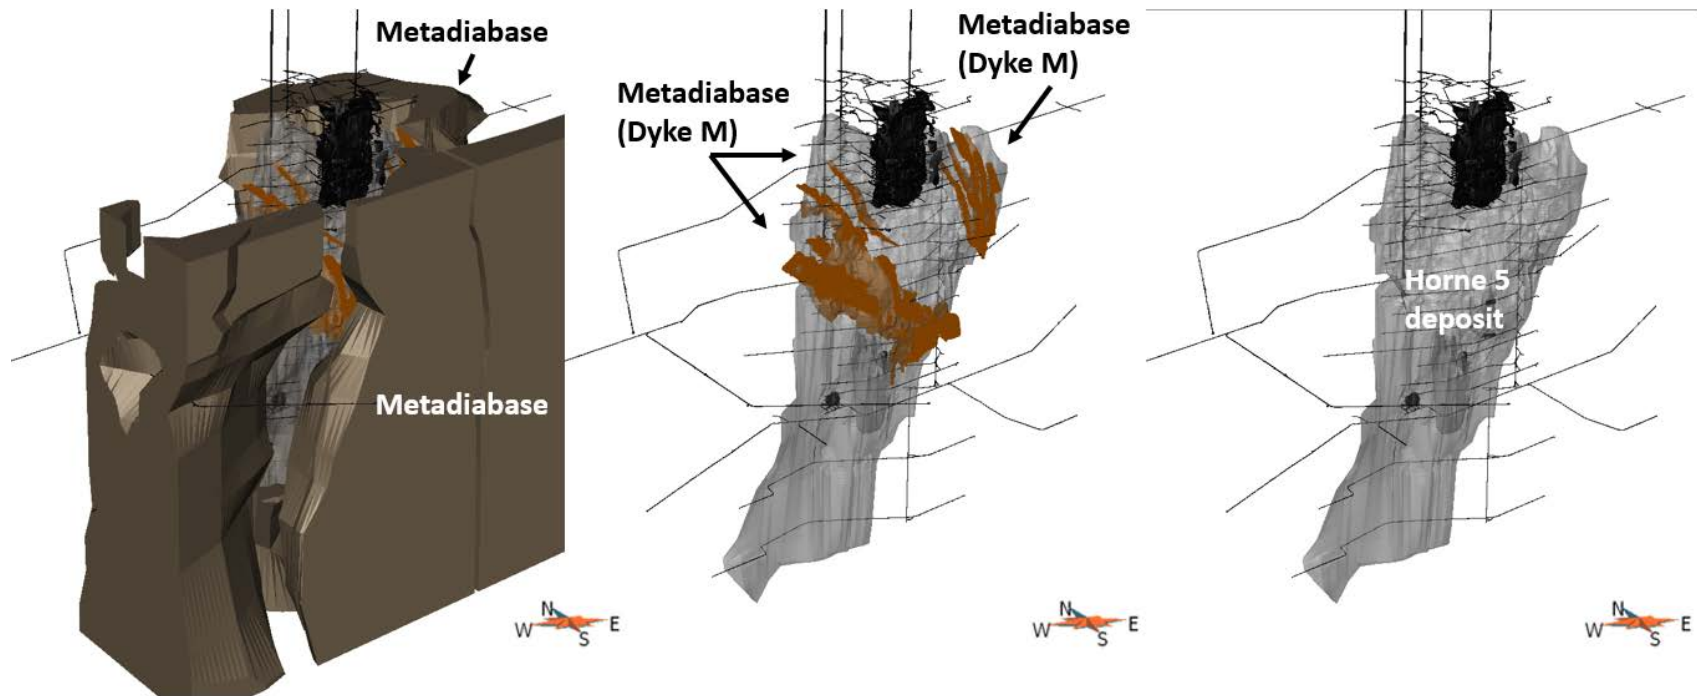 Metadiabase
Metadiabase
N
W E
S
Metadiabase
(Dyke M)
Metadiabase
(Dyke M)
N
W E
S
Horne 5
deposit
N
W E
S